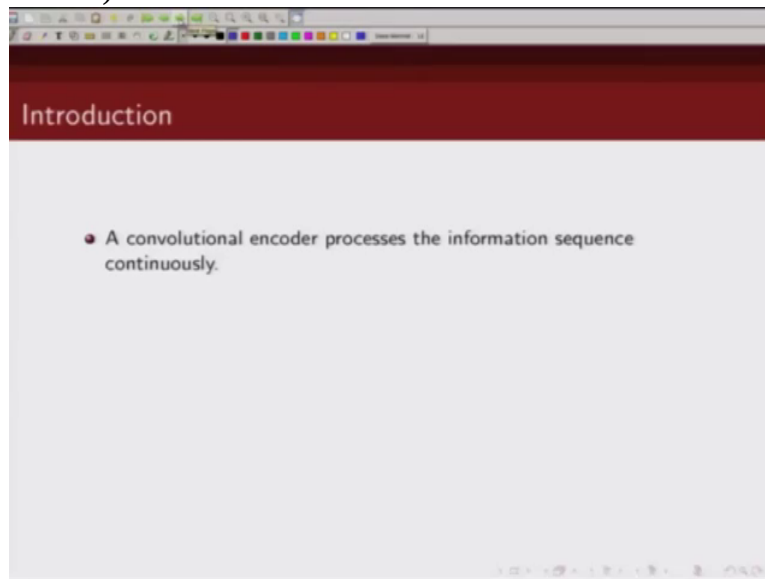 Introduction
A convolutional encoder processes the information sequence
continuously.